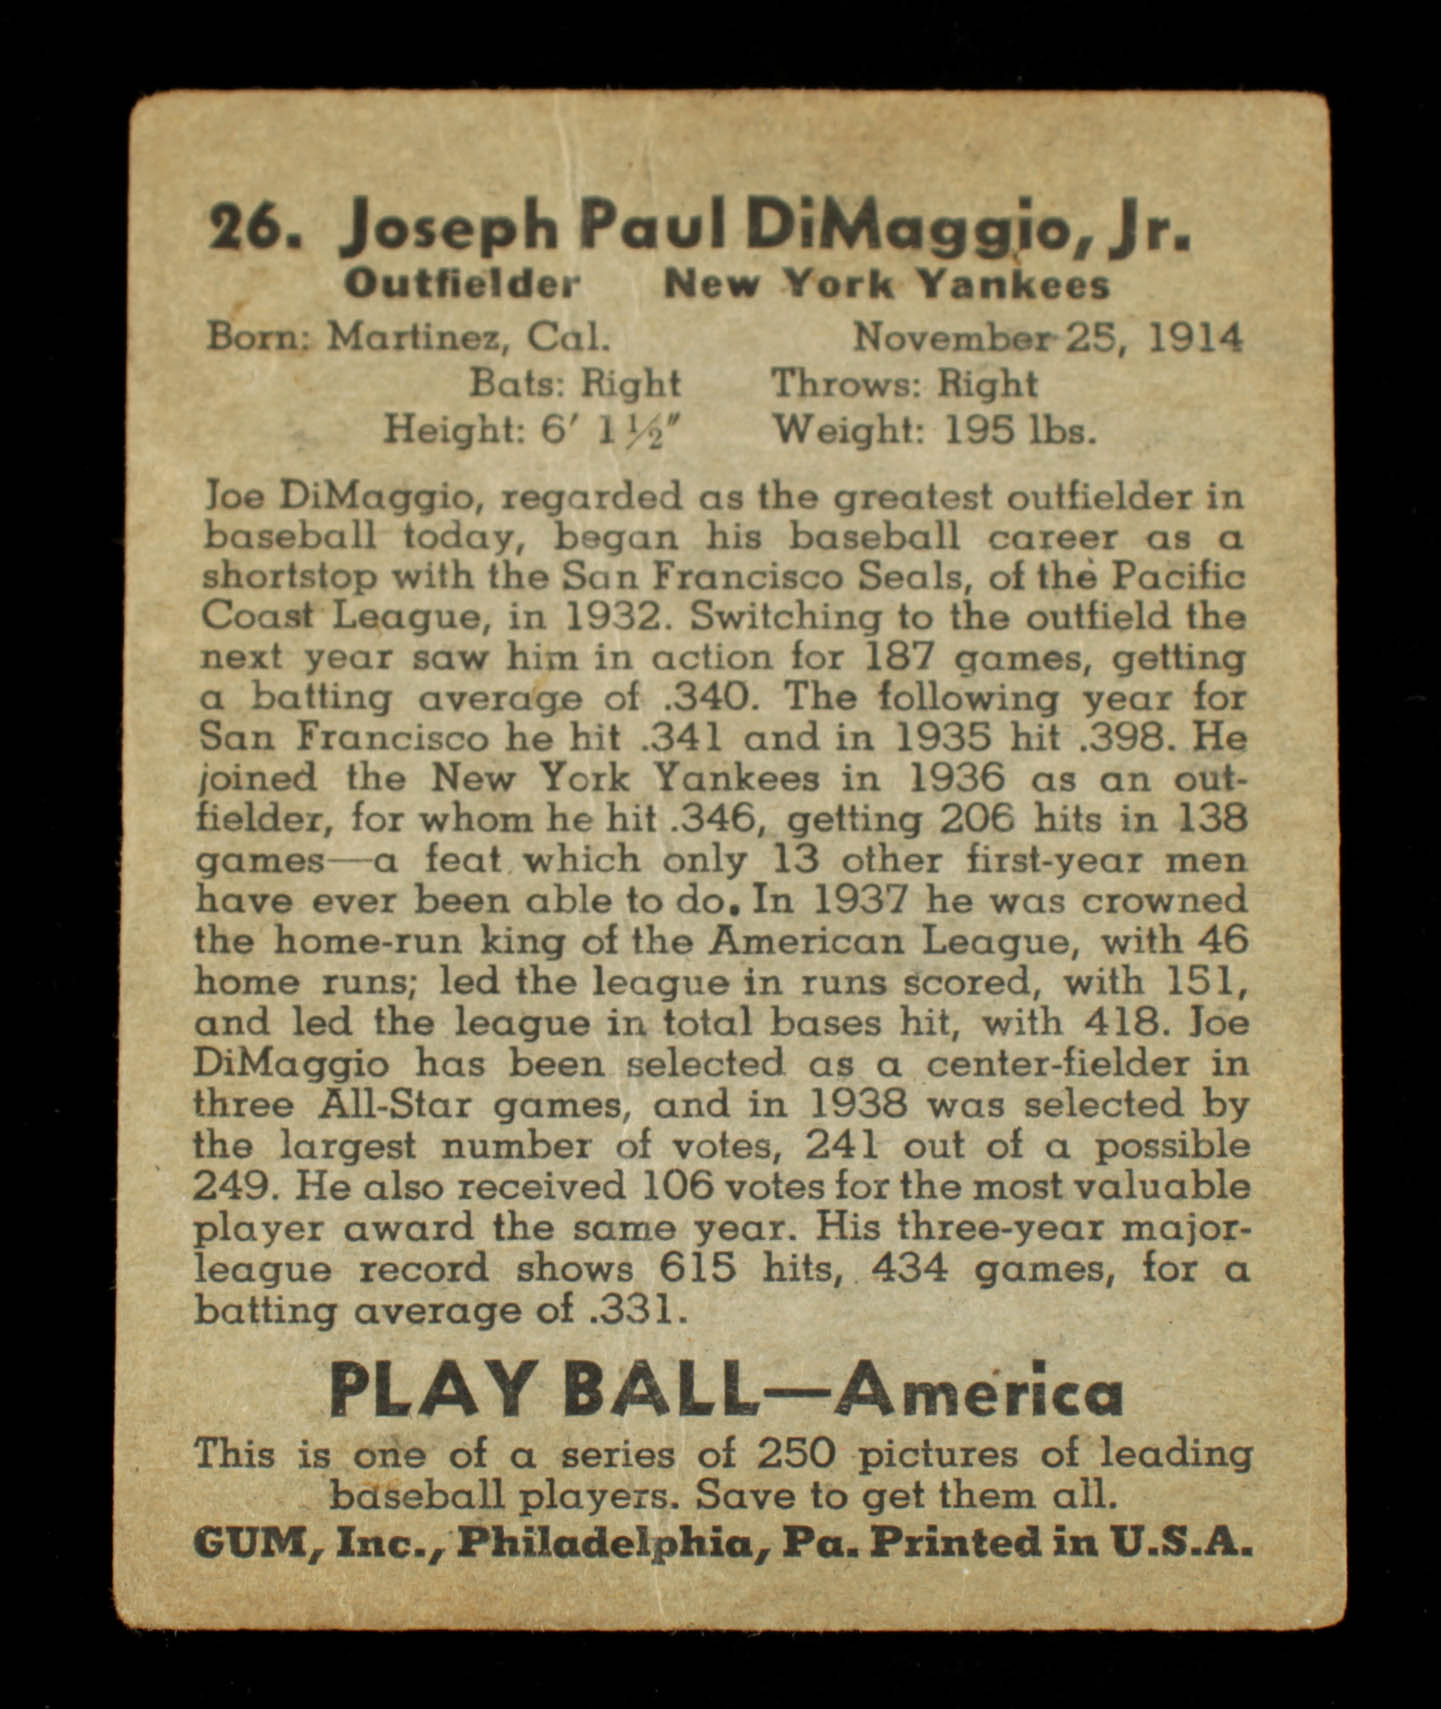 26. Joseph Paul DiMaggio, Jr.
Outfielder New York Yankees
Born: Martinez, Cal. November 25, 1914
Bats: Right Throws: Right
Height: 6′ 1½″ Weight: 195 lbs.
Joe DiMaggio, regarded as the greatest outfielder in
baseball today, began his baseball career as a
shortstop with the San Francisco Seals, of the Pacific
Coast League, in 1932. Switching to the outfield the
next year saw him in action for 187 games, getting
a batting average of .340. The following year for
San Francisco he hit .341 and in 1935 hit .398. He
joined the New York Yankees in 1936 as an out-
fielder, for whom he hit .346, getting 206 hits in 138
games—a feat which only 13 other first-year men
have ever been able to do. In 1937 he was crowned
the home-run king of the American League, with 46
home runs; led the league in runs scored, with 151,
and led the league in total bases hit, with 418. Joe
DiMaggio has been selected as a center-fielder in
three All-Star games, and in 1938 was selected by
the largest number of votes, 241 out of a possible
249. He also received 106 votes for the most valuable
player award the same year. His three-year major-
league record shows 615 hits, 434 games, for a
batting average of .331.
PLAY BALL—America
This is one of a series of 250 pictures of leading
baseball players. Save to get them all.
GUM, Inc., Philadelphia, Pa. Printed in U.S.A.